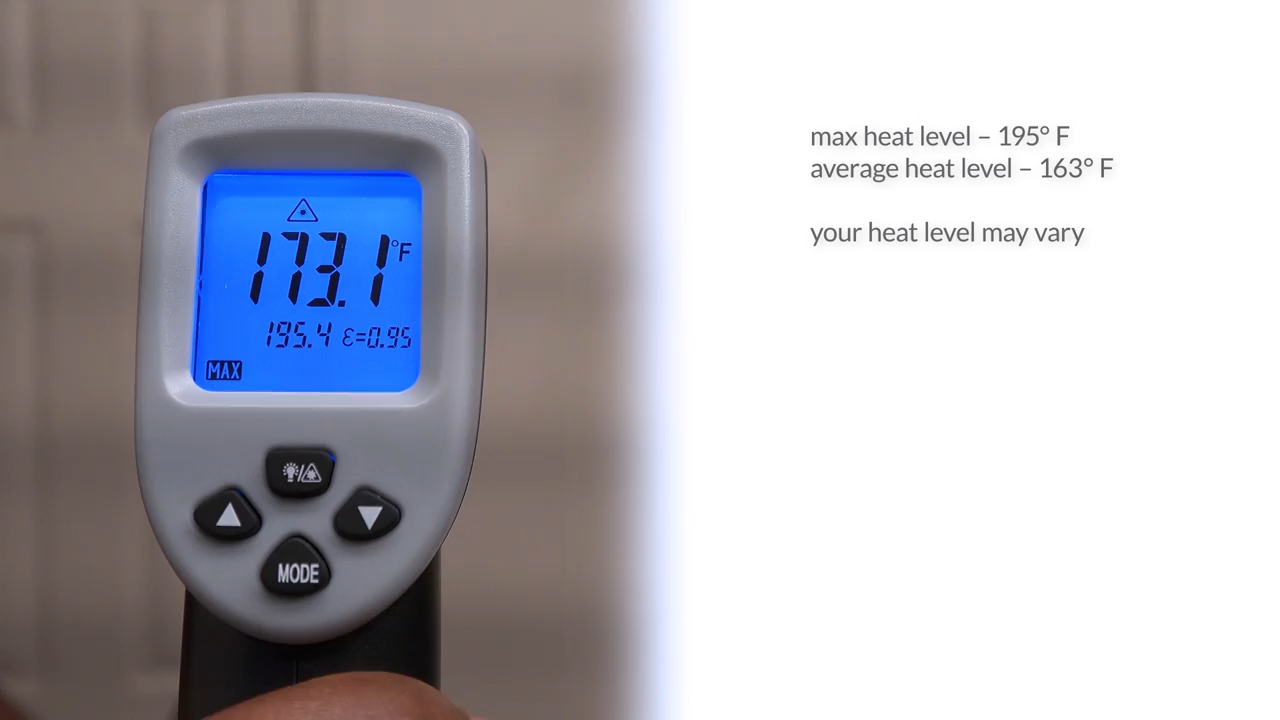 173.1°F
195.4 ε=0.95
MAX
MODE
max heat level – 195° F
average heat level – 163° F
your heat level may vary